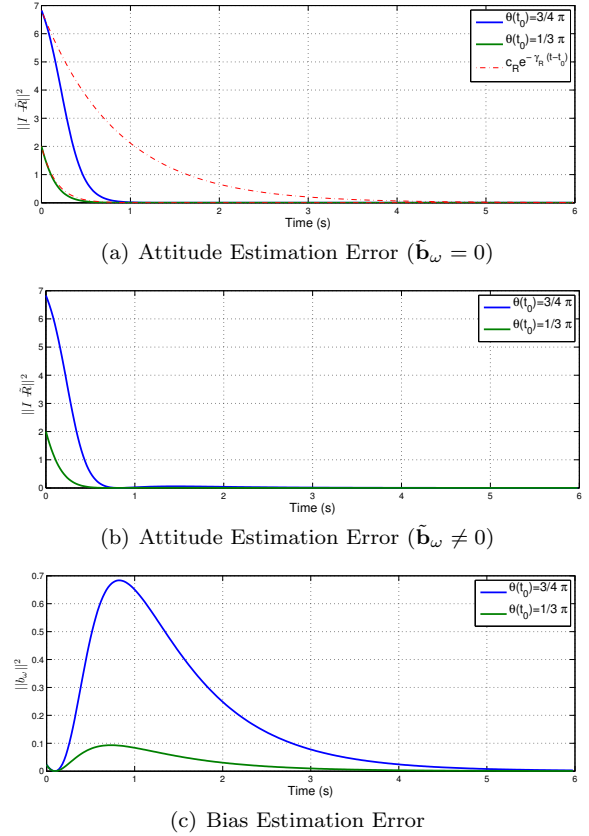 7
6
5
4
3
2
1
0
||I-R̃||²
θ(t₀)=3/4 π
θ(t₀)=1/3 π
c_R e^{-γ_R (t-t₀)}
0 1 2 3 4 5 6
Time (s)
(a) Attitude Estimation Error (b̃_ω = 0)
7
6
5
4
3
2
1
0
||I-R̃||²
θ(t₀)=3/4 π
θ(t₀)=1/3 π
0 1 2 3 4 5 6
Time (s)
(b) Attitude Estimation Error (b̃_ω ≠ 0)
0.7
0.6
0.5
0.4
0.3
0.2
0.1
0
||b_ω||²
θ(t₀)=3/4 π
θ(t₀)=1/3 π
0 1 2 3 4 5 6
Time (s)
(c) Bias Estimation Error